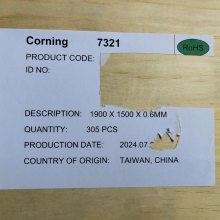 Corning 7321
RoHS
PRODUCT CODE:
ID NO:
DESCRIPTION: 1900 X 1500 X 0.6MM
QUANTITY: 305 PCS
PRODUCTION DATE: 2024.07.
COUNTRY OF ORIGIN: TAIWAN, CHINA